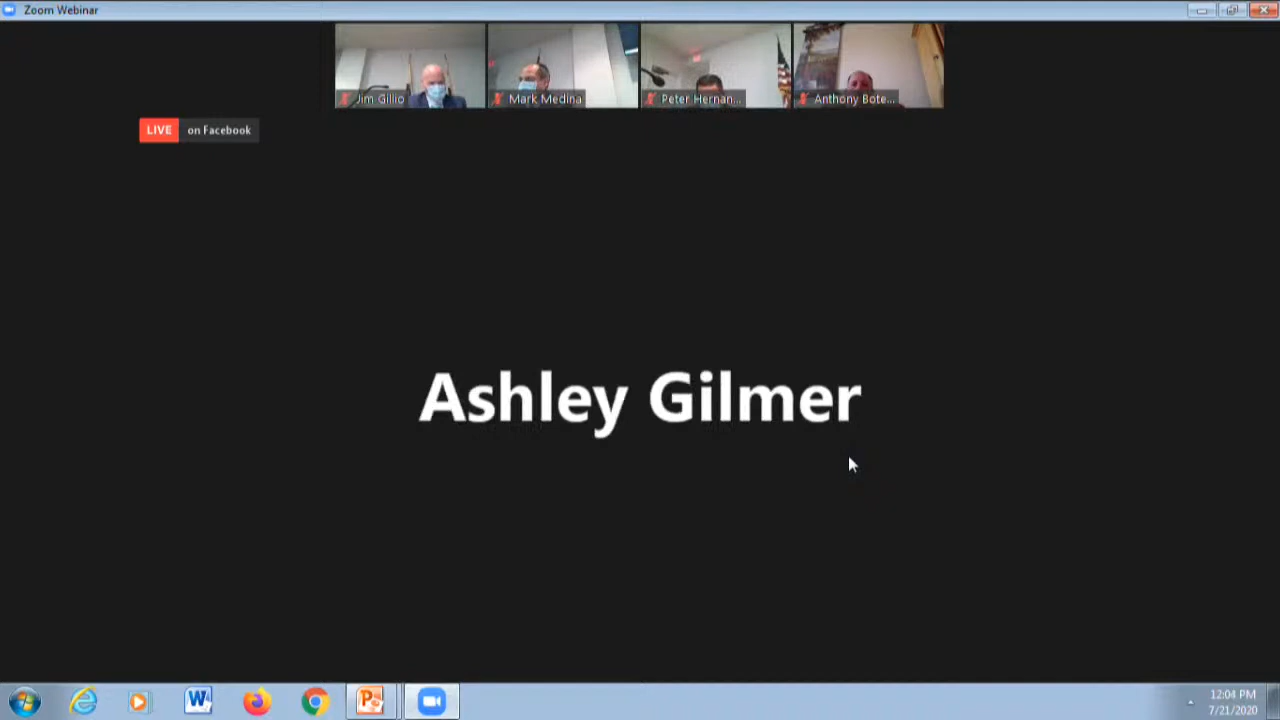 Zoom Webinar
Jim Gillio
Mark Medina
Peter Hernan...
Anthony Bote...
LIVE on Facebook
Ashley Gilmer
12:04 PM
7/21/2020